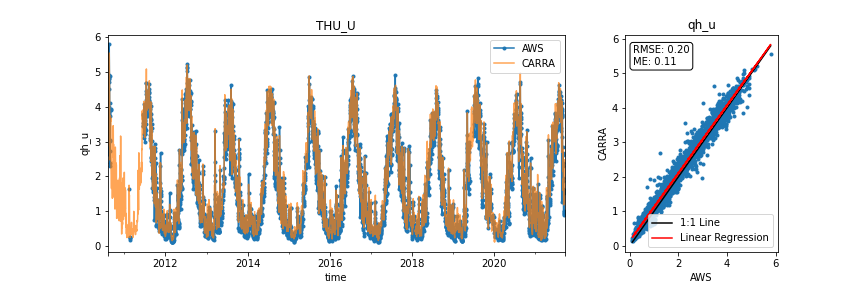 THU_U
qh_u
6
5
4
3
2
1
0
qh_u
AWS
CARRA
2012
2014
2016
2018
2020
time
qh_u
6
5
4
3
2
1
0
CARRA
RMSE: 0.20
ME: 0.11
1:1 Line
Linear Regression
0
2
4
6
AWS